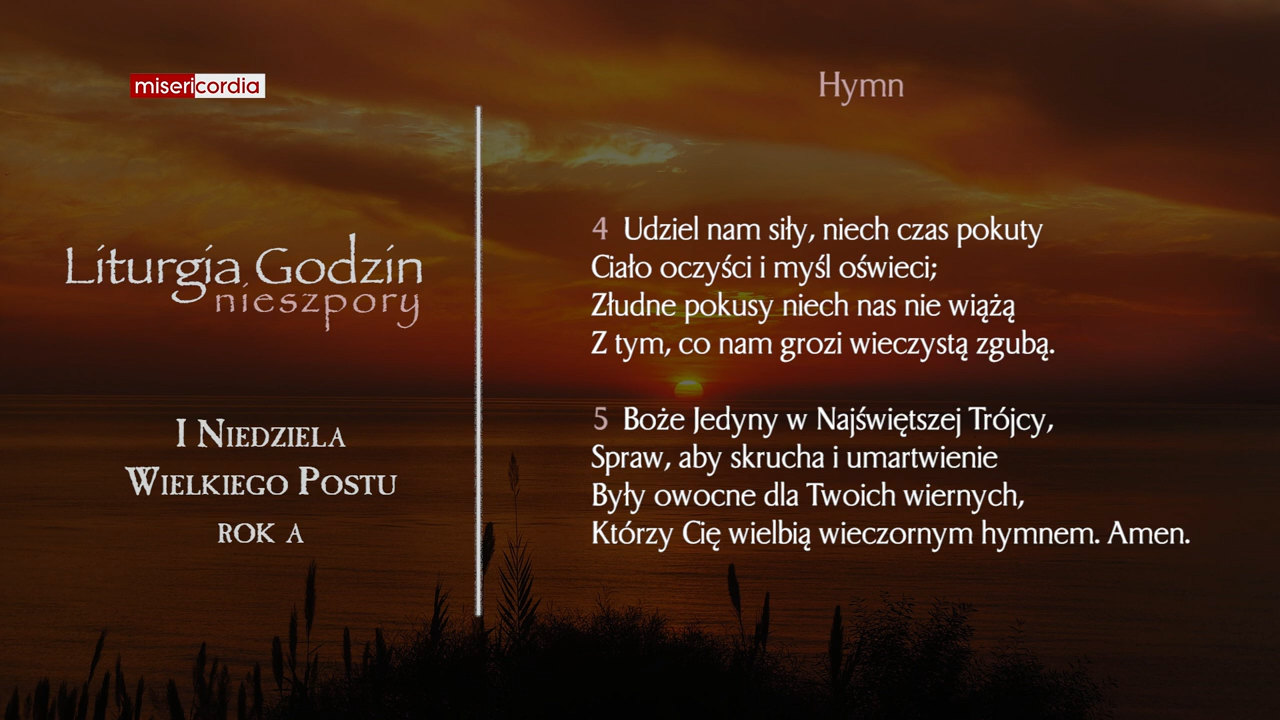 misericordia
Liturgia Godzin
nieszpory
I Niedziela
Wielkiego Postu
rok A
Hymn
4 Udziel nam siły, niech czas pokuty
Ciało oczyści i myśl oświeci;
Złudne pokusy niech nas nie wiążą
Z tym, co nam grozi wieczystą zgubą.
5 Boże Jedyny w Najświętszej Trójcy,
Spraw, aby skrucha i umartwienie
Były owocne dla Twoich wiernych,
Którzy Cię wielbią wieczornym hymnem. Amen.